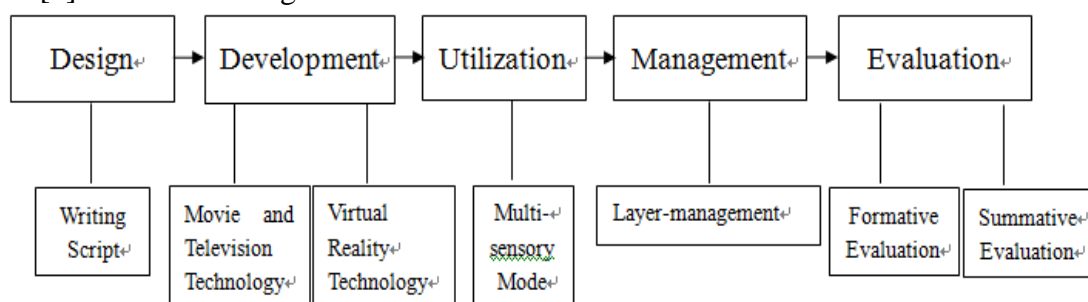 Design
Development
Utilization
Management
Evaluation
Writing
Script
Movie and
Television
Technology
Virtual
Reality
Technology
Multi-
sensory
Mode
Layer-management
Formative
Evaluation
Summative
Evaluation